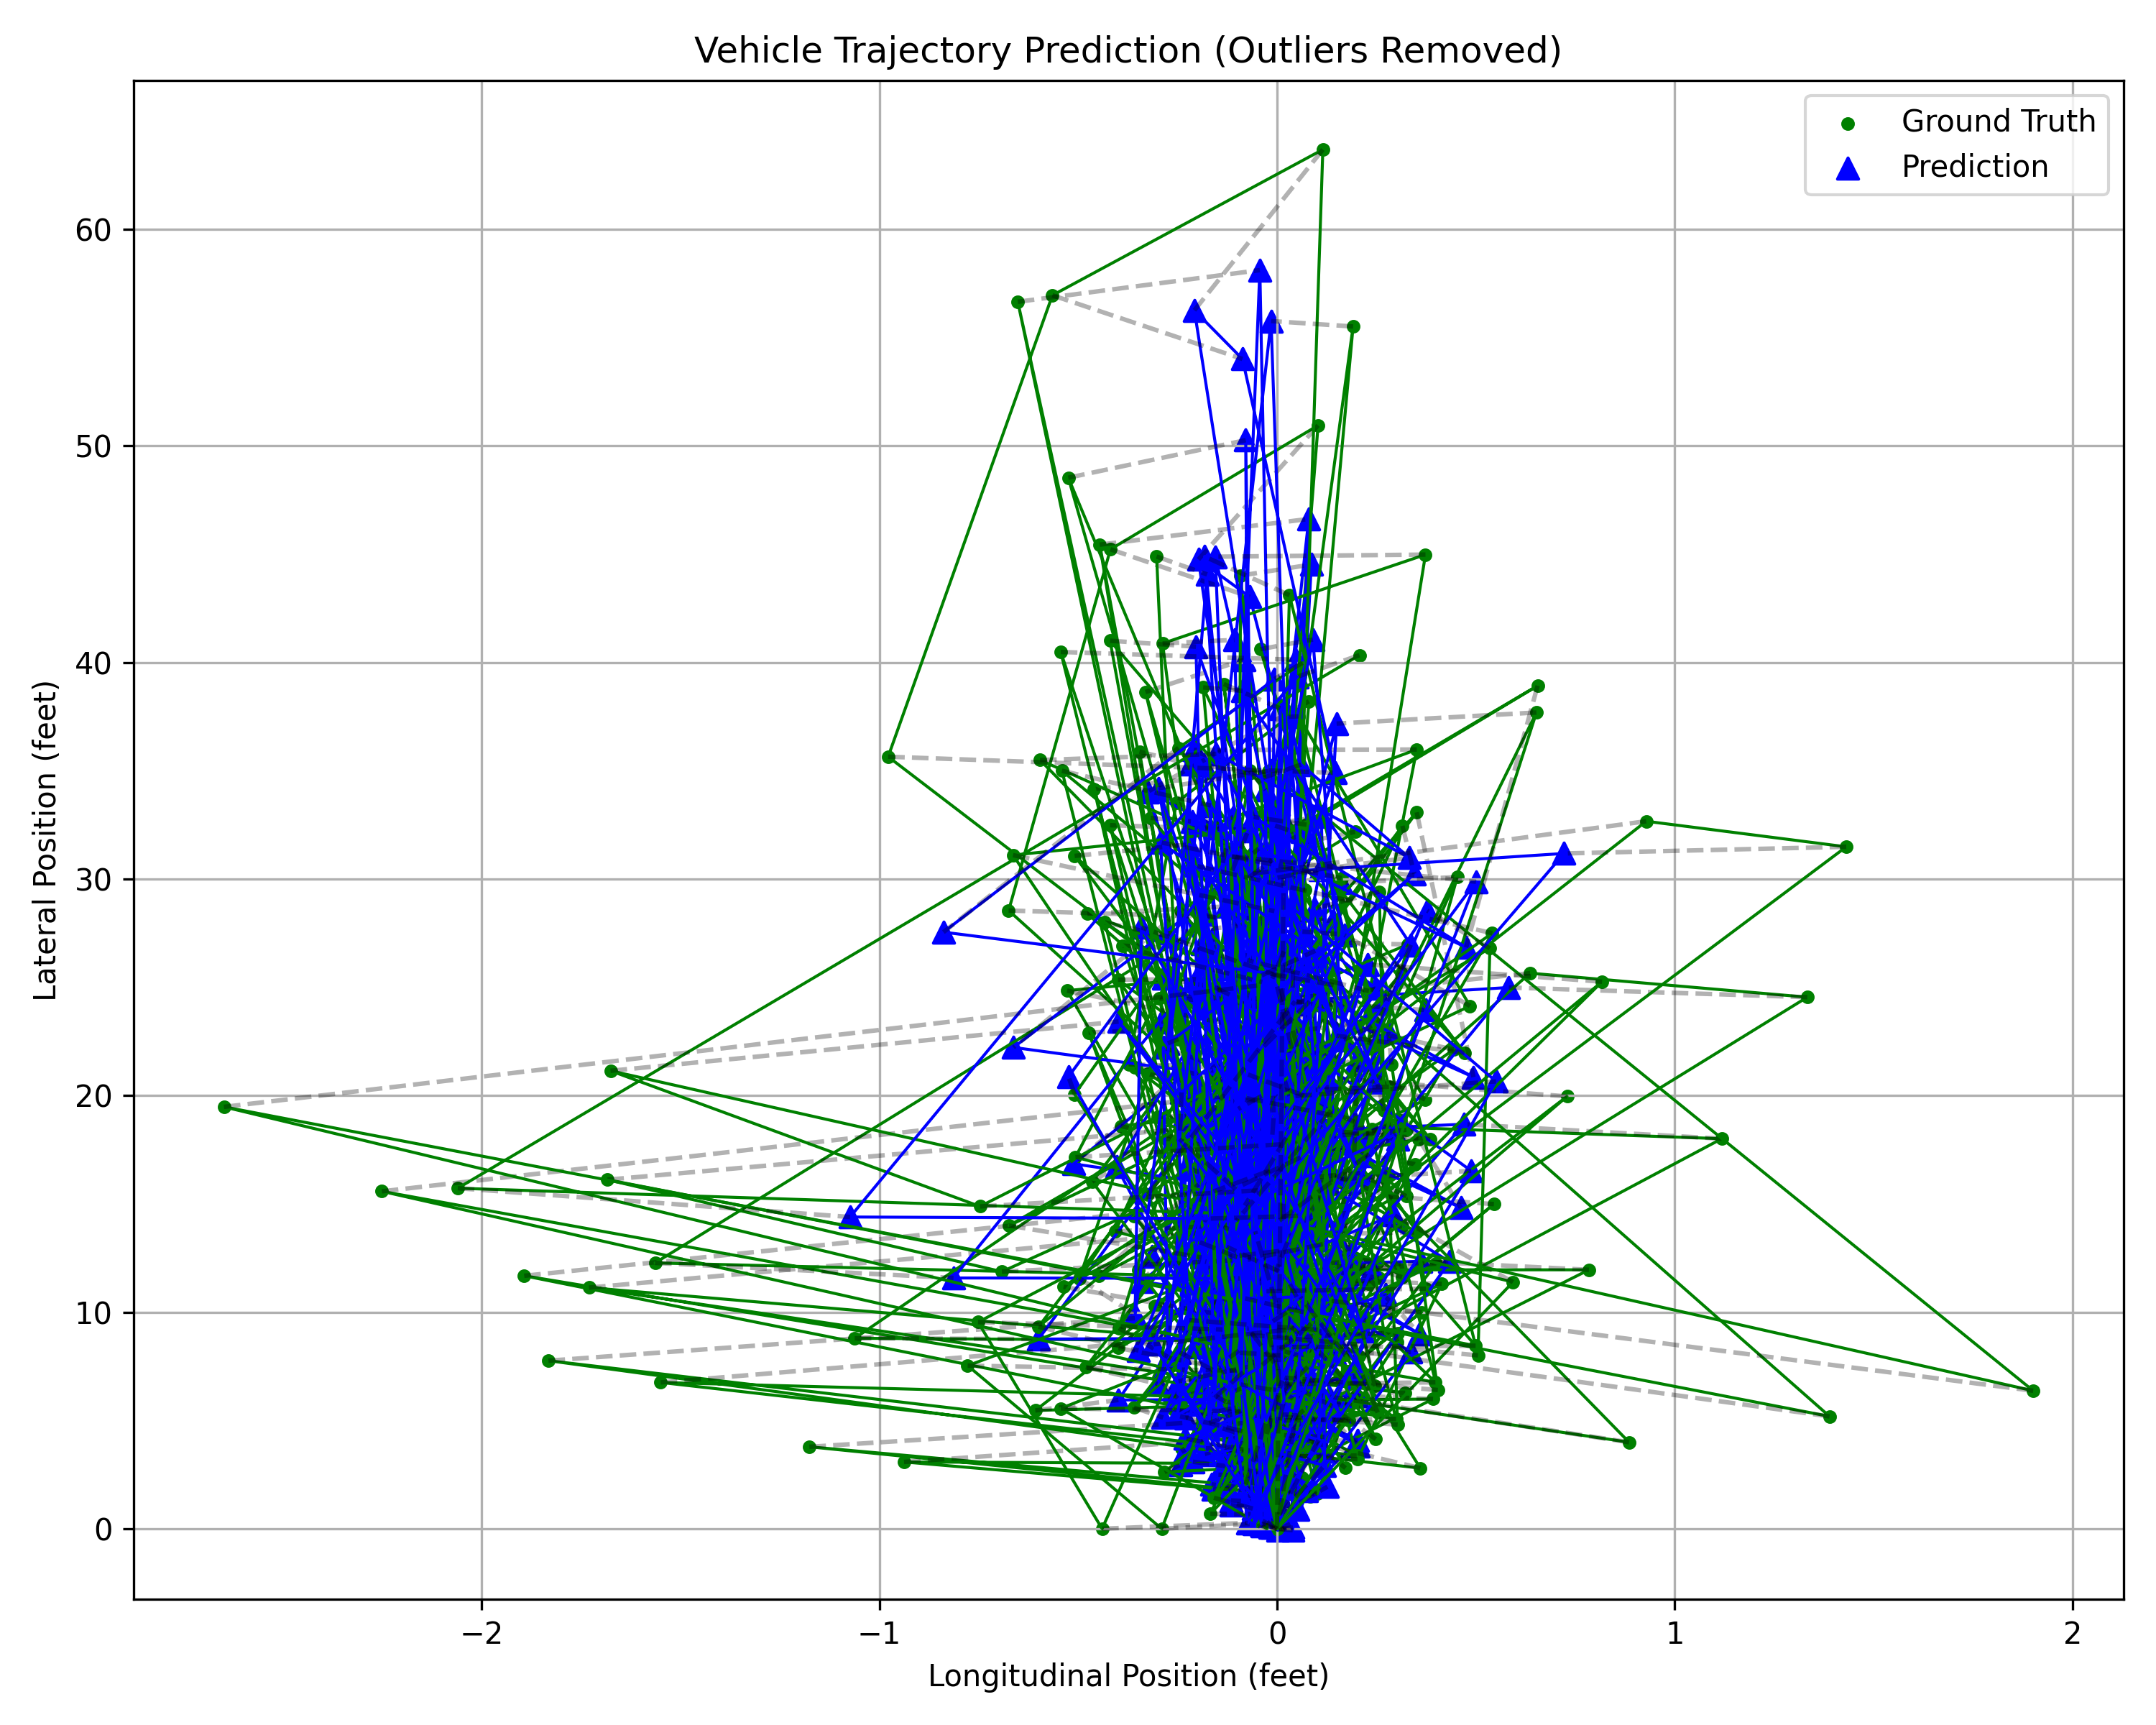 Vehicle Trajectory Prediction (Outliers Removed)
Ground Truth
Prediction
60
50
40
30
20
10
0
Lateral Position (feet)
−2
−1
0
1
2
Longitudinal Position (feet)